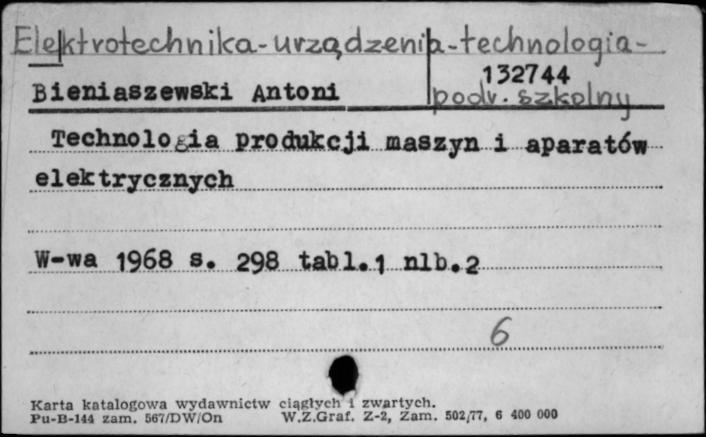 Elektrotechnika-urządzenia-technologia-
132744
Bieniaszewski Antoni
podr. szkolny
Technologia produkcji maszyn i aparatów
elektrycznych
W-wa 1968 s. 298 tabl.1 nlb.2
6
Karta katalogowa wydawnictw ciągłych i zwartych.
Pu-B-144 zam. 567/DW/On W.Z.Graf. Z-2, Zam. 502/77, 6 400 000